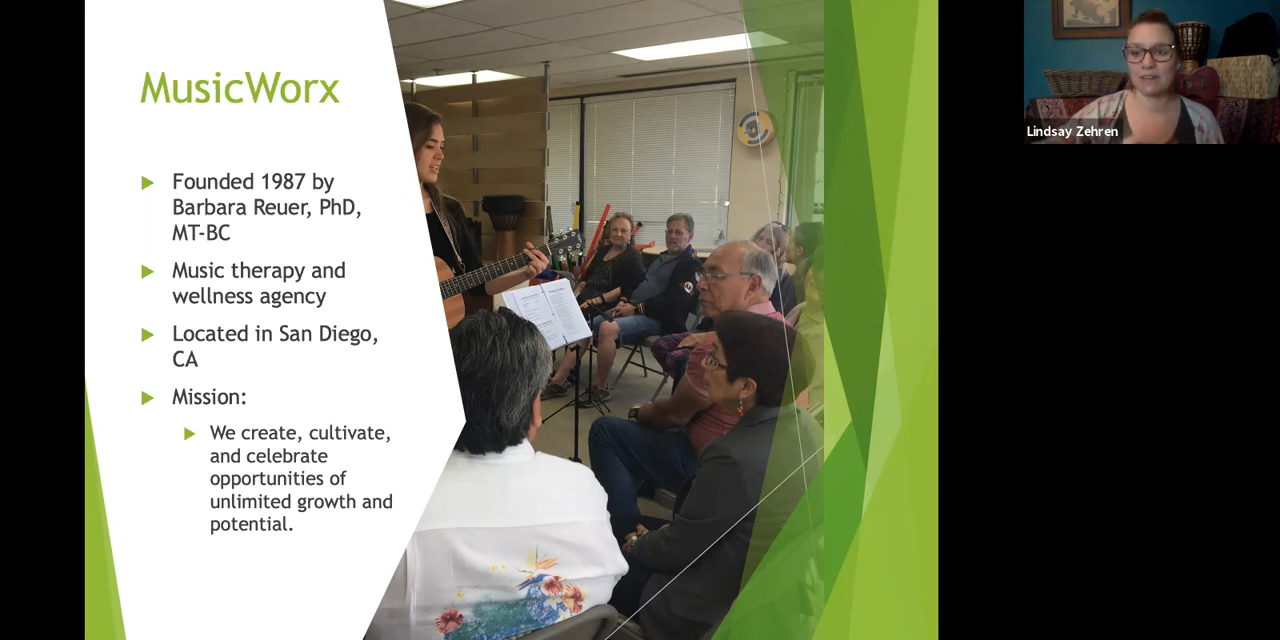 MusicWorx
Founded 1987 by
Barbara Reuer, PhD,
MT-BC
Music therapy and
wellness agency
Located in San Diego,
CA
Mission:
We create, cultivate,
and celebrate
opportunities of
unlimited growth and
potential.
Lindsay Zehren